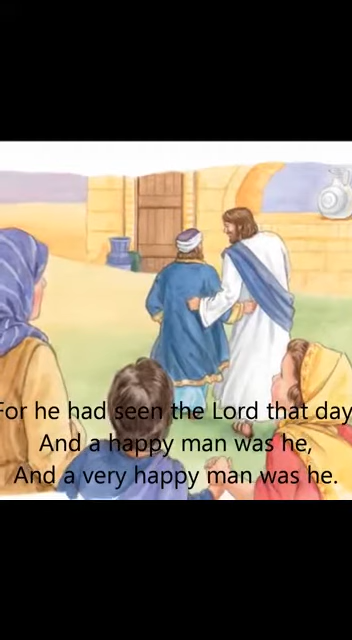 For he had seen the Lord that day
And a happy man was he,
And a very happy man was he.